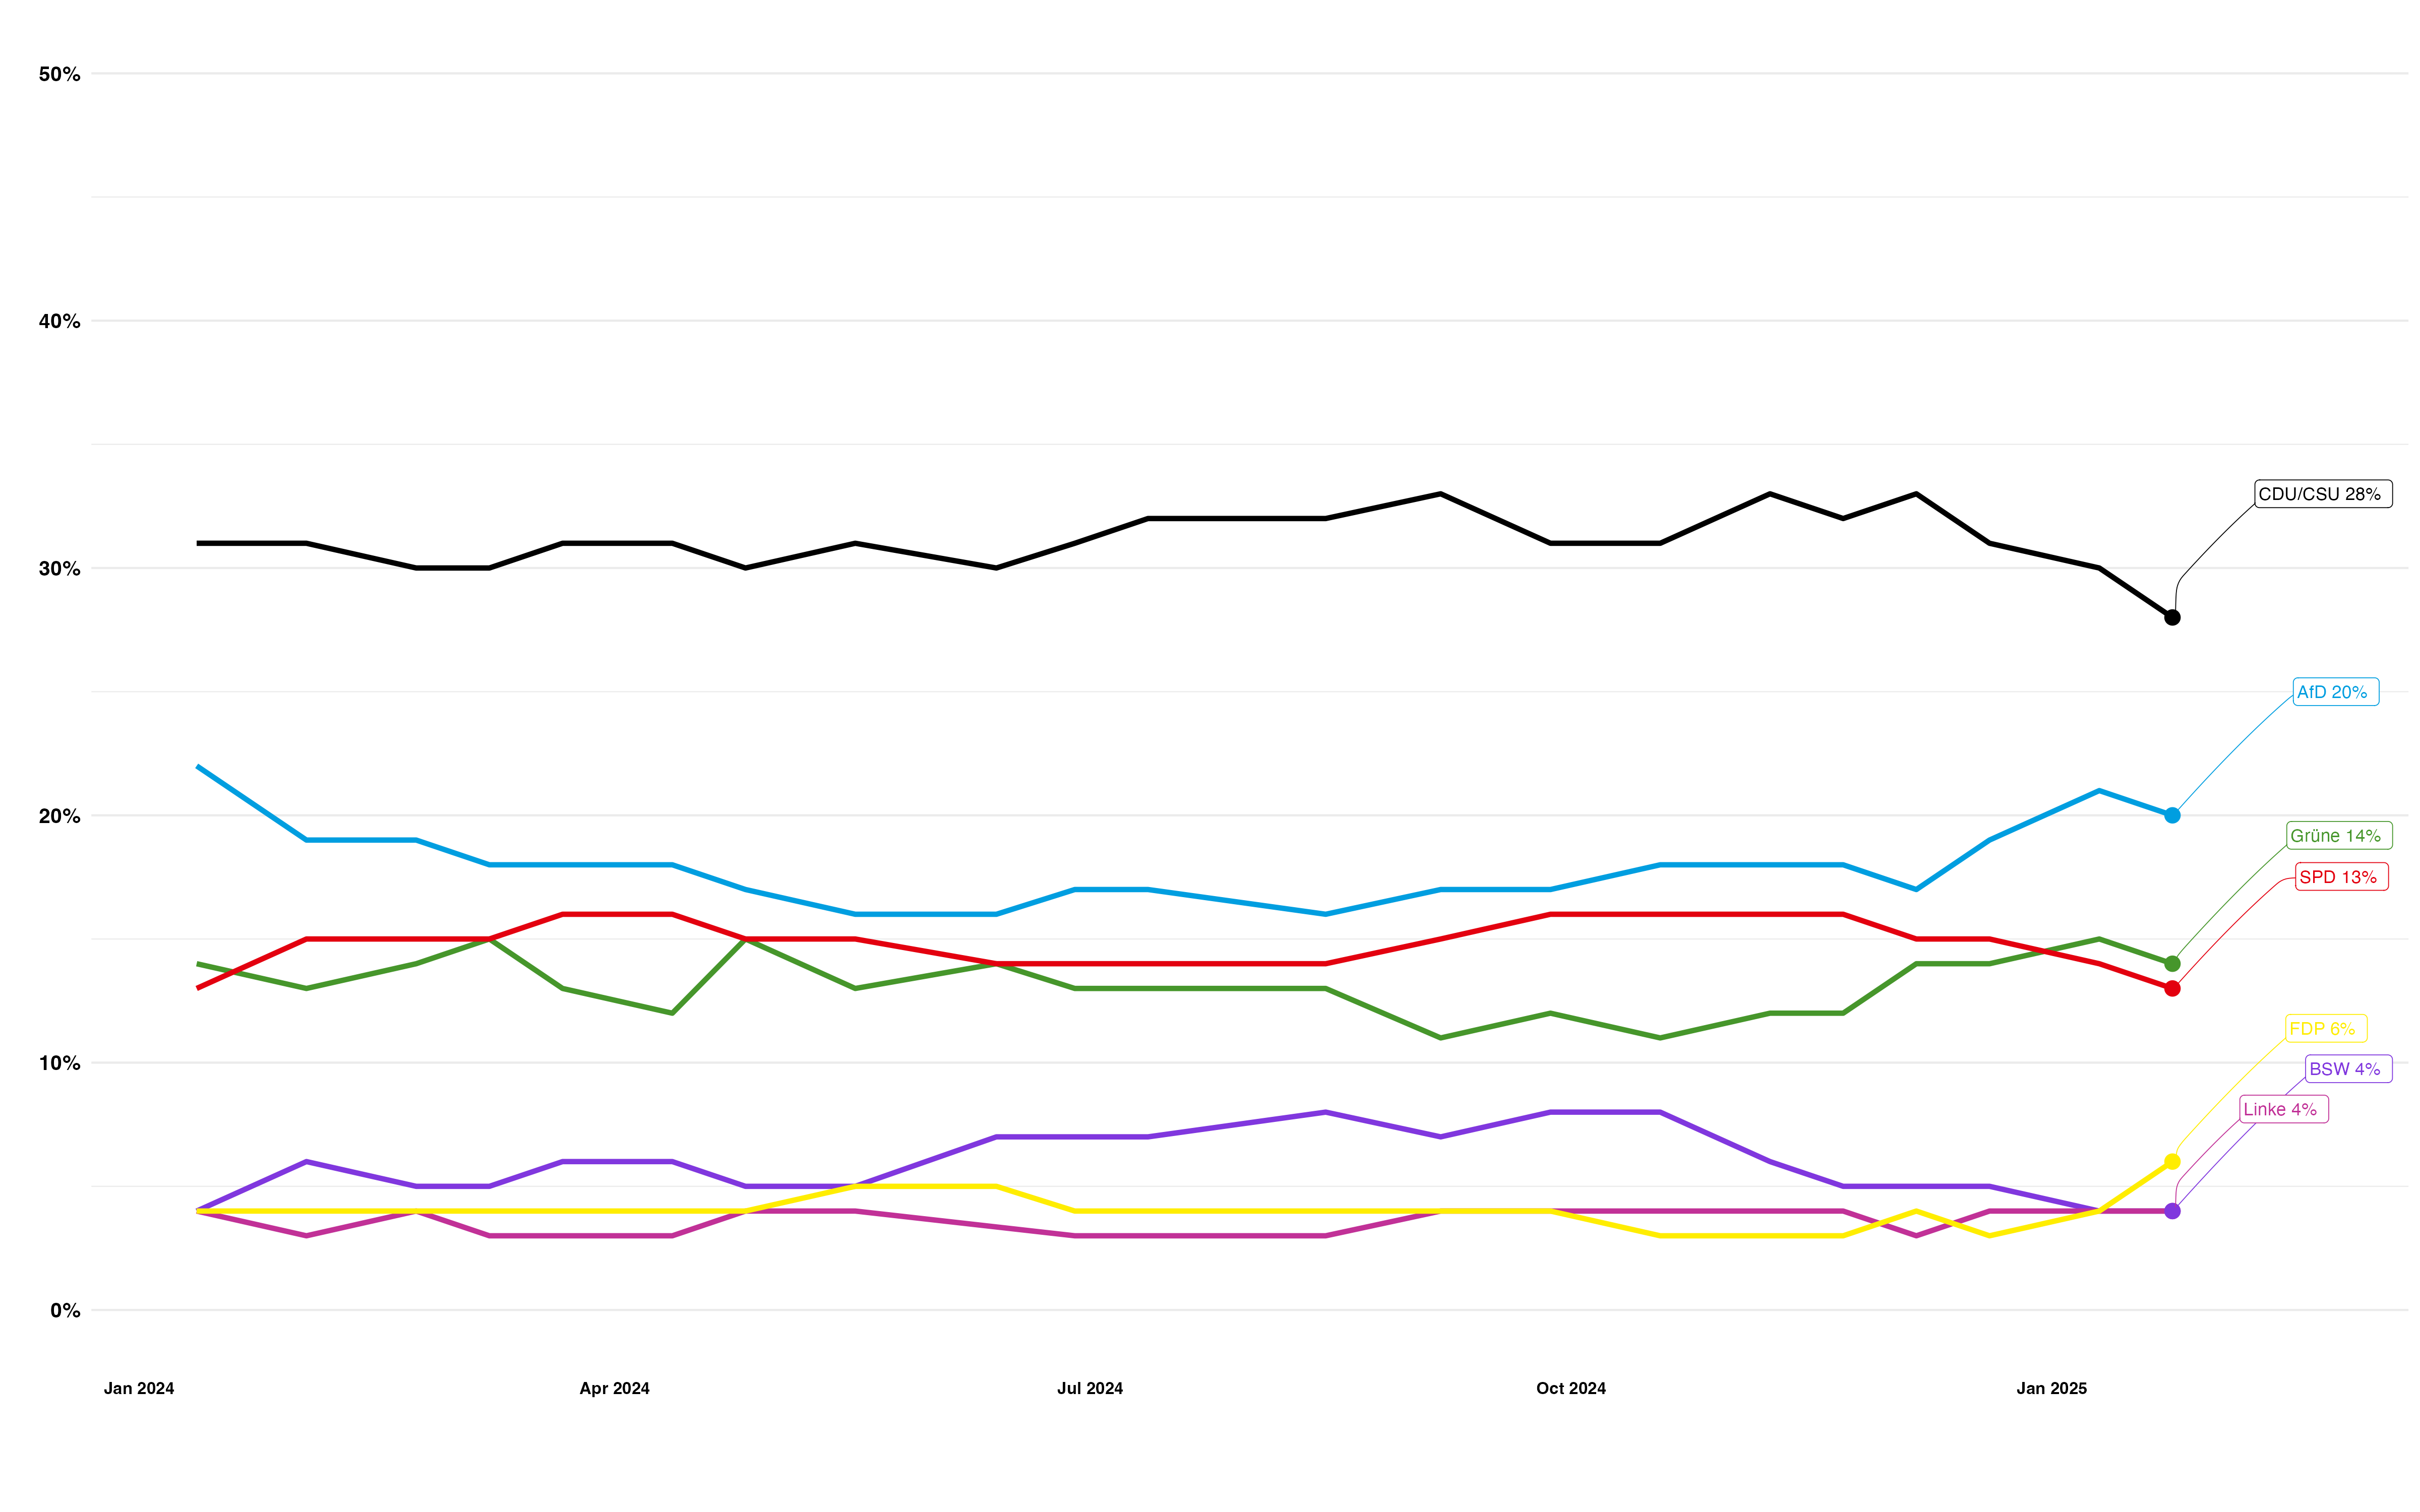 50%
40%
30%
20%
10%
0%
CDU/CSU 28%
AfD 20%
Grüne 14%
SPD 13%
FDP 6%
BSW 4%
Linke 4%
Jan 2024
Apr 2024
Jul 2024
Oct 2024
Jan 2025